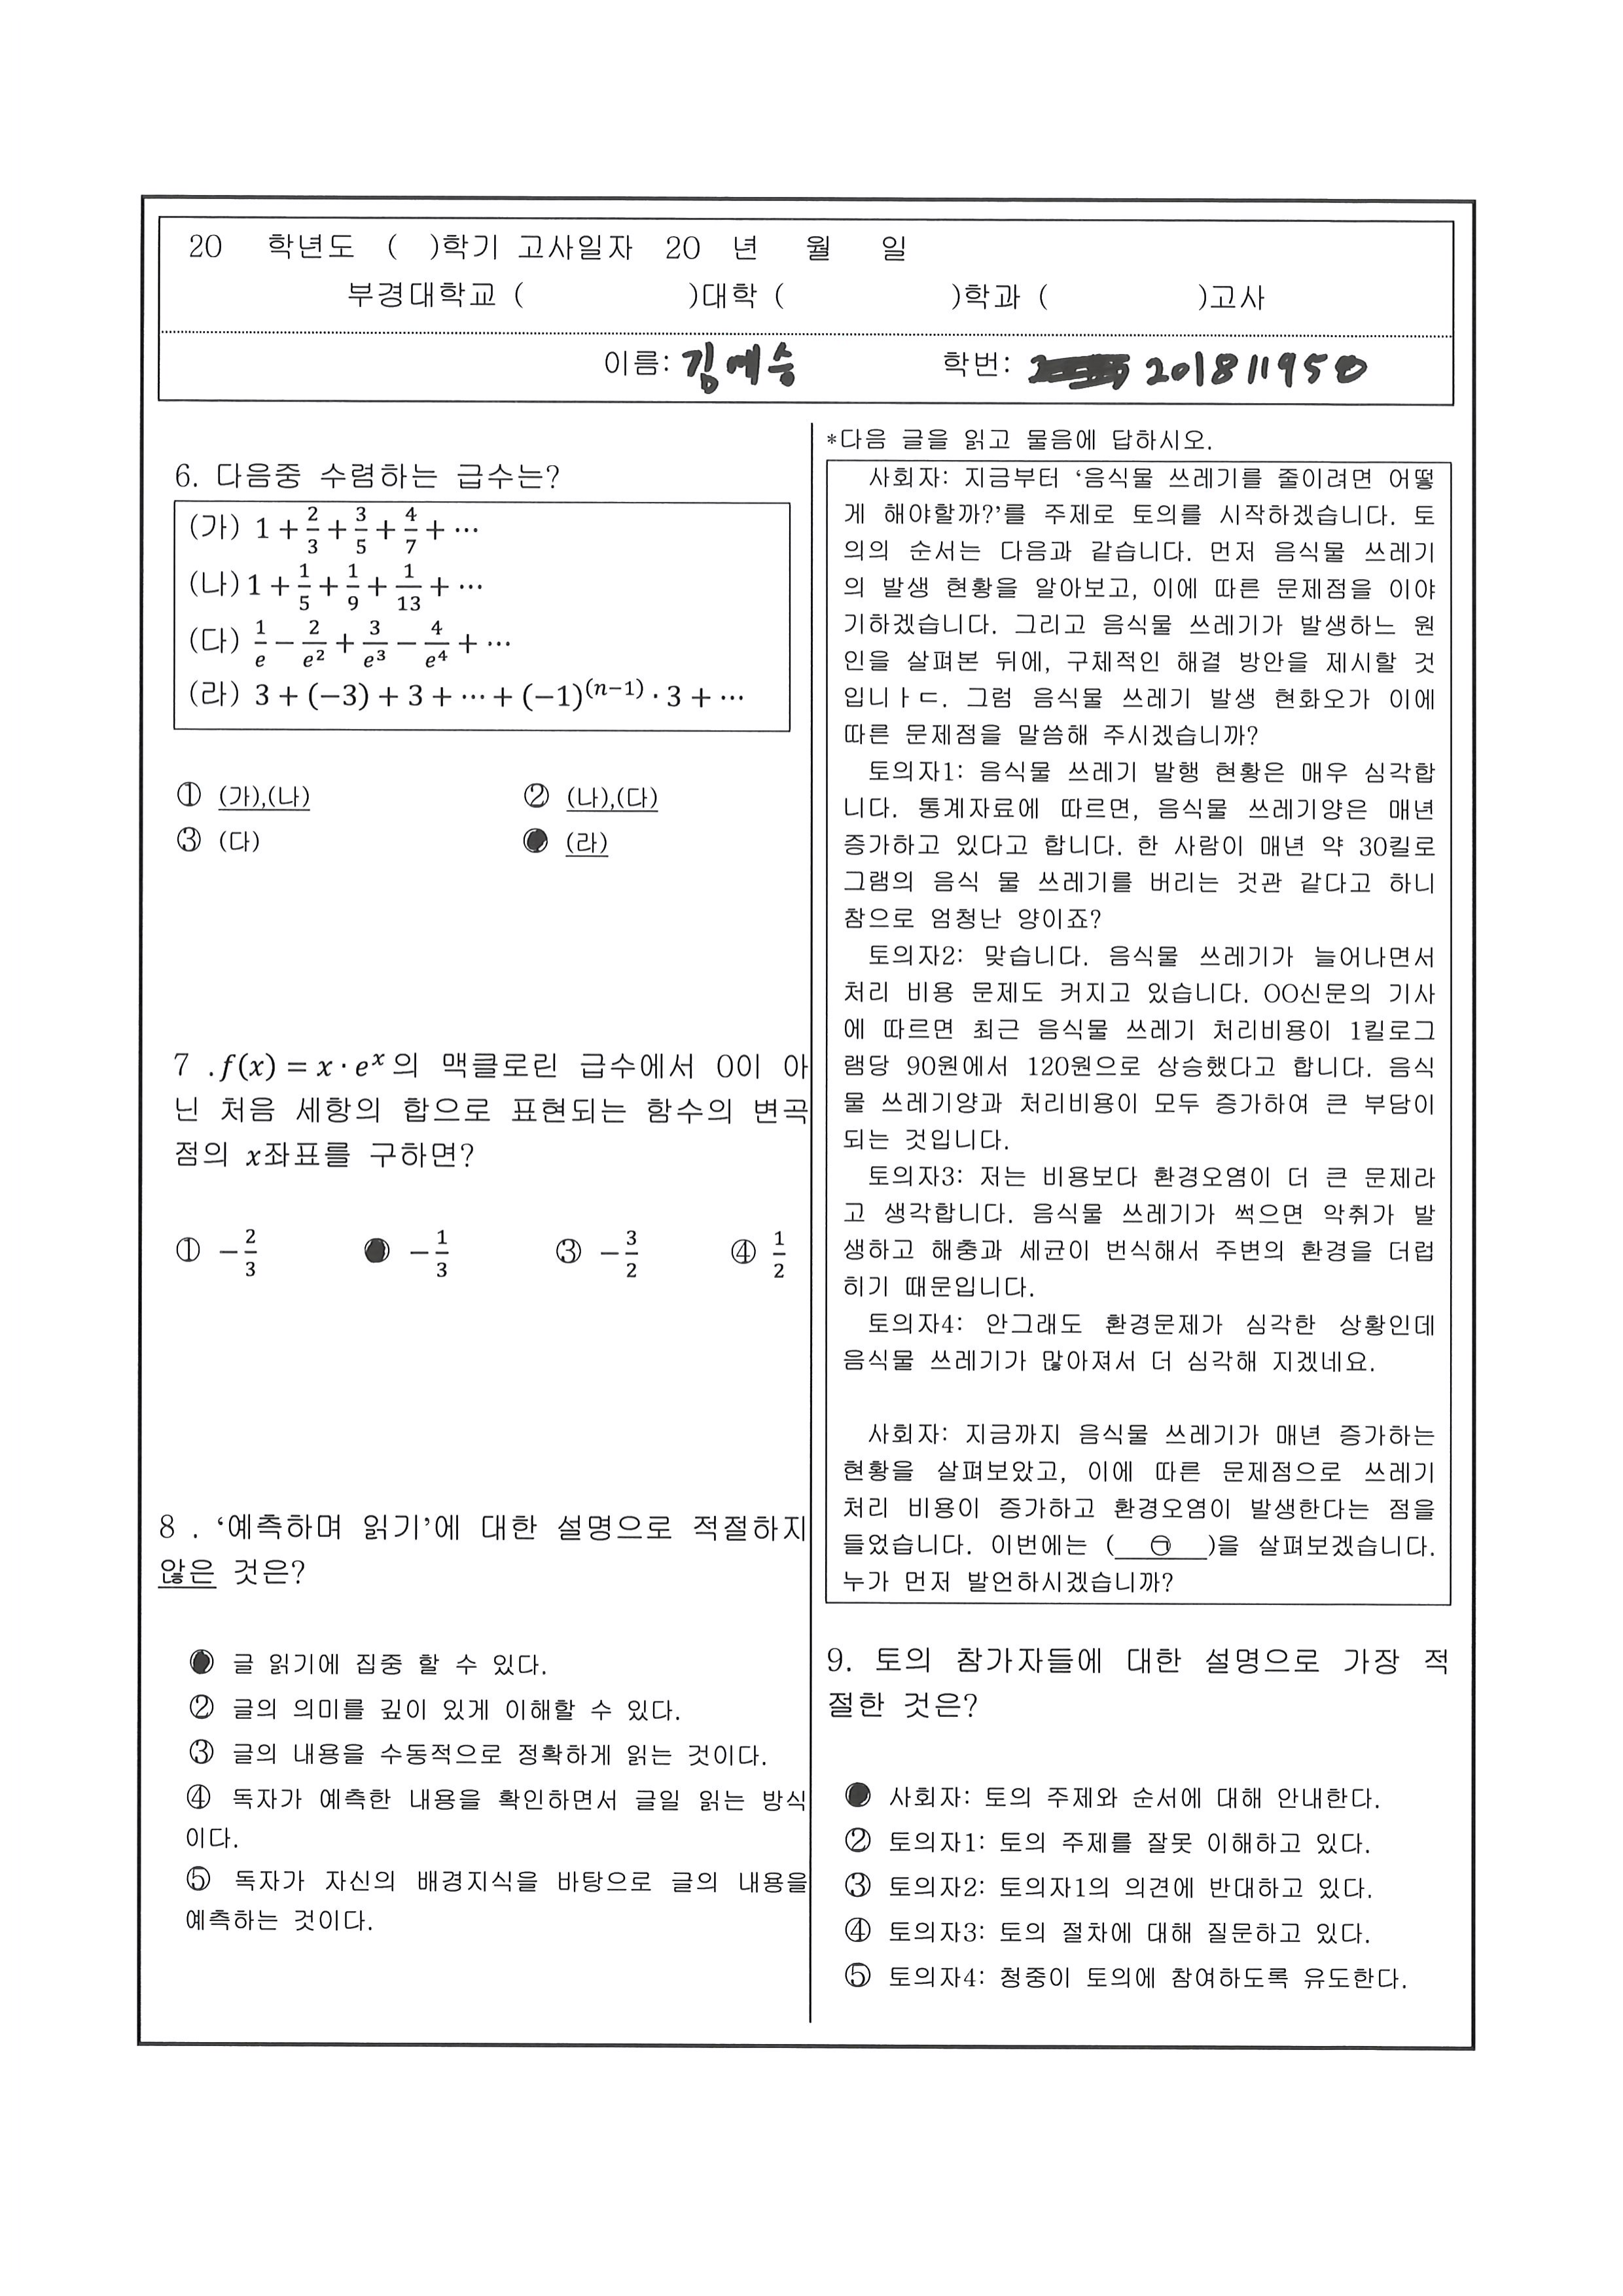 20 학년도 ( )학기 고사일자 20 년 월 일
부경대학교 ( )대학 ( )학과 ( )고사
이름: 김예승 학번: 201811950
6. 다음중 수렴하는 급수는?
(가) 1 + 2/3 + 3/5 + 4/7 + ⋯
(나) 1 + 1/5 + 1/9 + 1/13 + ⋯
(다) 1/e − 2/e² + 3/e³ − 4/e⁴ + ⋯
(라) 3 + (−3) + 3 + ⋯ + (−1)^(n−1) · 3 + ⋯
① (가),(나) ② (나),(다)
③ (다) ● (라)
7 .f(x) = x · eˣ의 맥클로린 급수에서 0이 아
닌 처음 세항의 합으로 표현되는 함수의 변곡
점의 x좌표를 구하면?
① −2/3 ● −1/3 ③ −3/2 ④ 1/2
8 . ‘예측하며 읽기’에 대한 설명으로 적절하지
않은 것은?
● 글 읽기에 집중 할 수 있다.
② 글의 의미를 깊이 있게 이해할 수 있다.
③ 글의 내용을 수동적으로 정확하게 읽는 것이다.
④ 독자가 예측한 내용을 확인하면서 글일 읽는 방식
이다.
⑤ 독자가 자신의 배경지식을 바탕으로 글의 내용을
예측하는 것이다.
*다음 글을 읽고 물음에 답하시오.
사회자: 지금부터 ‘음식물 쓰레기를 줄이려면 어떻
게 해야할까?’를 주제로 토의를 시작하겠습니다. 토
의의 순서는 다음과 같습니다. 먼저 음식물 쓰레기
의 발생 현황을 알아보고, 이에 따른 문제점을 이야
기하겠습니다. 그리고 음식물 쓰레기가 발생하느 원
인을 살펴본 뒤에, 구체적인 해결 방안을 제시할 것
입니ㅏㄷ. 그럼 음식물 쓰레기 발생 현화오가 이에
따른 문제점을 말씀해 주시겠습니까?
토의자1: 음식물 쓰레기 발행 현황은 매우 심각합
니다. 통계자료에 따르면, 음식물 쓰레기양은 매년
증가하고 있다고 합니다. 한 사람이 매년 약 30킬로
그램의 음식 물 쓰레기를 버리는 것관 같다고 하니
참으로 엄청난 양이죠?
토의자2: 맞습니다. 음식물 쓰레기가 늘어나면서
처리 비용 문제도 커지고 있습니다. OO신문의 기사
에 따르면 최근 음식물 쓰레기 처리비용이 1킬로그
램당 90원에서 120원으로 상승했다고 합니다. 음식
물 쓰레기양과 처리비용이 모두 증가하여 큰 부담이
되는 것입니다.
토의자3: 저는 비용보다 환경오염이 더 큰 문제라
고 생각합니다. 음식물 쓰레기가 썩으면 악취가 발
생하고 해충과 세균이 번식해서 주변의 환경을 더럽
히기 때문입니다.
토의자4: 안그래도 환경문제가 심각한 상황인데
음식물 쓰레기가 많아져서 더 심각해 지겠네요.
사회자: 지금까지 음식물 쓰레기가 매년 증가하는
현황을 살펴보았고, 이에 따른 문제점으로 쓰레기
처리 비용이 증가하고 환경오염이 발생한다는 점을
들었습니다. 이번에는 ( ㉠ )을 살펴보겠습니다.
누가 먼저 발언하시겠습니까?
9. 토의 참가자들에 대한 설명으로 가장 적
절한 것은?
● 사회자: 토의 주제와 순서에 대해 안내한다.
② 토의자1: 토의 주제를 잘못 이해하고 있다.
③ 토의자2: 토의자1의 의견에 반대하고 있다.
④ 토의자3: 토의 절차에 대해 질문하고 있다.
⑤ 토의자4: 청중이 토의에 참여하도록 유도한다.